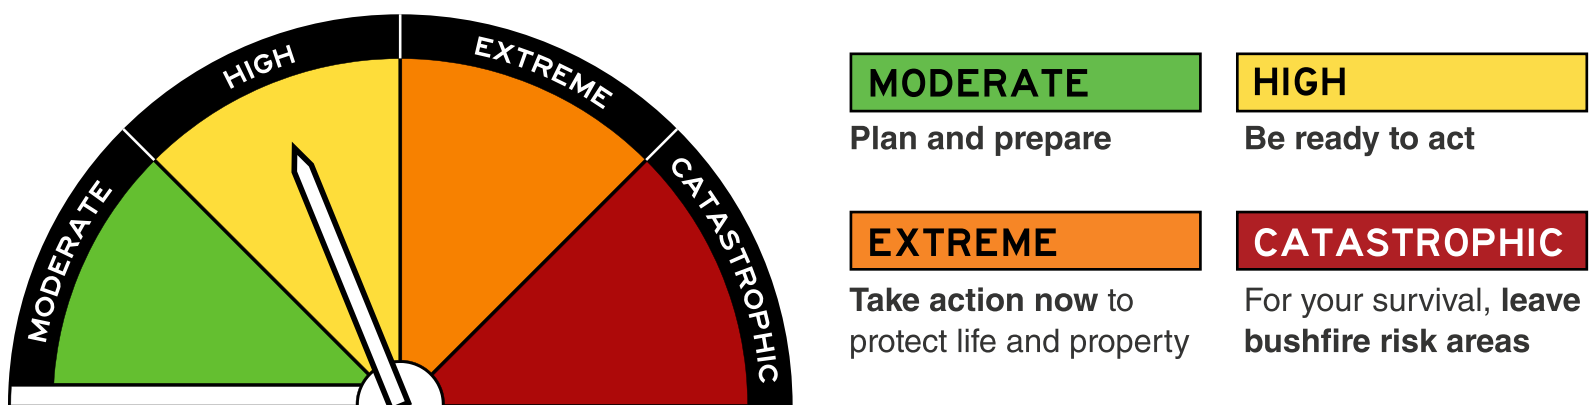 MODERATE
HIGH
EXTREME
CATASTROPHIC
MODERATE
Plan and prepare
HIGH
Be ready to act
EXTREME
Take action now to
protect life and property
CATASTROPHIC
For your survival, leave
bushfire risk areas